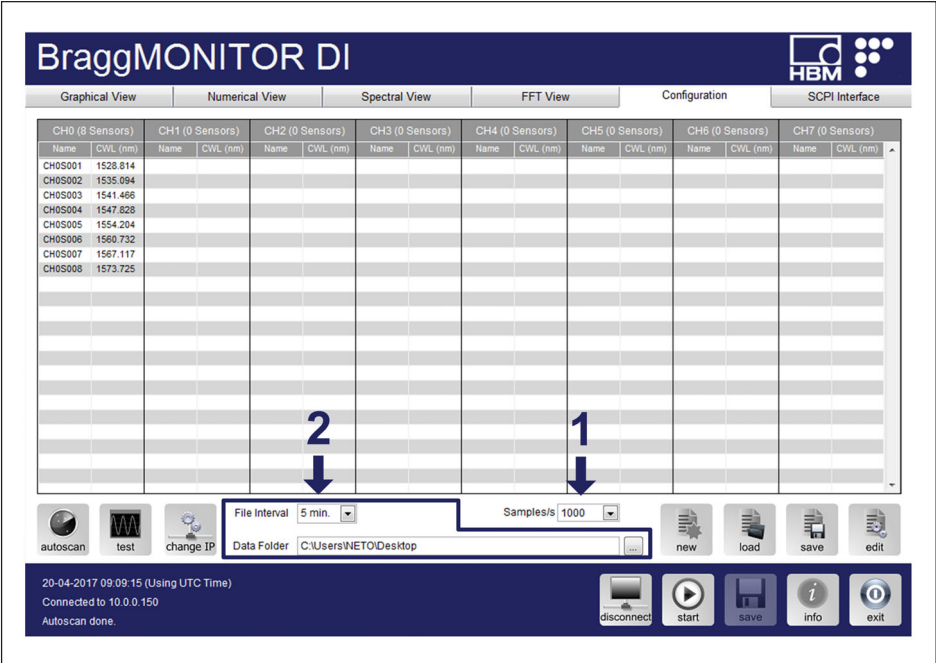 BraggMONITOR DI
HBM
Graphical View Numerical View Spectral View FFT View Configuration SCPI Interface
CH0 (8 Sensors) CH1 (0 Sensors) CH2 (0 Sensors) CH3 (0 Sensors) CH4 (0 Sensors) CH5 (0 Sensors) CH6 (0 Sensors) CH7 (0 Sensors)
Name CWL (nm) Name CWL (nm) Name CWL (nm) Name CWL (nm) Name CWL (nm) Name CWL (nm) Name CWL (nm) Name CWL (nm)
CH0S001 1528.814
CH0S002 1535.094
CH0S003 1541.466
CH0S004 1547.828
CH0S005 1554.204
CH0S006 1560.732
CH0S007 1567.117
CH0S008 1573.725
2 1
File Interval 5 min. Samples/s 1000
Data Folder C:\Users\NETO\Desktop ...
autoscan test change IP new load save edit
20-04-2017 09:09:15 (Using UTC Time)
Connected to 10.0.0.150
Autoscan done.
disconnect start save info exit